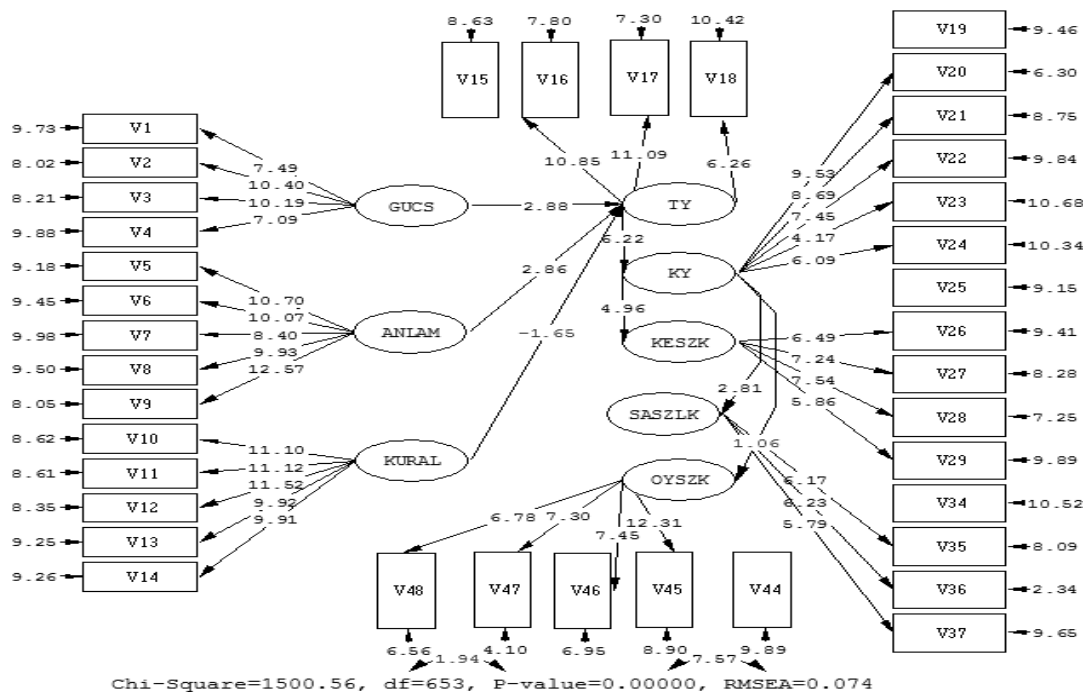 8.63 7.80 7.30 10.42
V15 V16 V17 V18
V19 9.46
V20 6.30
V21 8.75
V22 9.84
V23 10.68
V24 10.34
V25 9.15
V26 9.41
V27 8.28
V28 7.25
V29 9.89
V34 10.52
V35 8.09
V36 2.34
V37 9.65
9.73 V1
8.02 V2
8.21 V3
9.88 V4
9.18 V5
9.45 V6
9.98 V7
9.50 V8
8.05 V9
8.62 V10
8.61 V11
8.35 V12
9.25 V13
9.26 V14
7.49
10.40
10.19
7.09
GUCS
10.70
10.07
8.40
9.93
12.57
ANLAM
11.10
11.12
11.52
9.92
9.91
KURAL
2.88
2.86
-1.65
10.85 11.09 6.26
TY
6.22
KY
4.96
KESZK
2.81
SASZLK
1.06
OYSZK
9.53
8.69
7.45
4.17
6.09
6.49
7.24
7.54
5.86
6.17
6.23
5.79
6.78 7.30 7.45 12.31
V48 V47 V46 V45 V44
6.56 4.10 6.95 8.90 9.89
1.94 7.57
Chi-Square=1500.56, df=653, P-value=0.00000, RMSEA=0.074